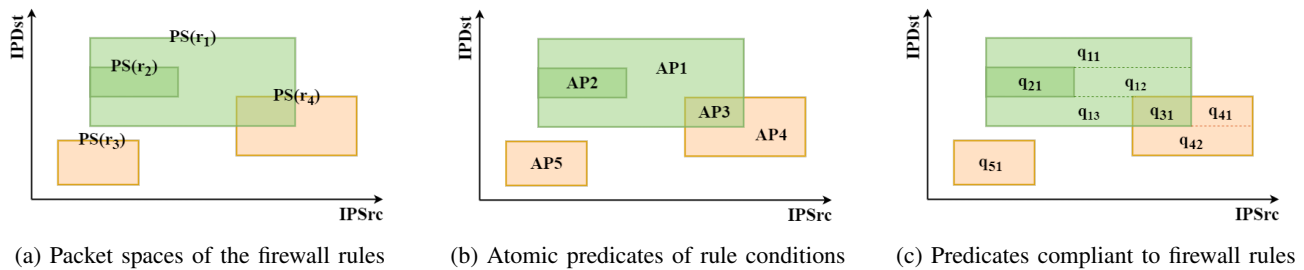 IPDst
PS(r1)
PS(r2)
PS(r4)
PS(r3)
IPSrc
(a) Packet spaces of the firewall rules
IPDst
AP1
AP2
AP3
AP4
AP5
IPSrc
(b) Atomic predicates of rule conditions
IPDst
q11
q21 q12
q13 q31 q41
q42
q51
IPSrc
(c) Predicates compliant to firewall rules